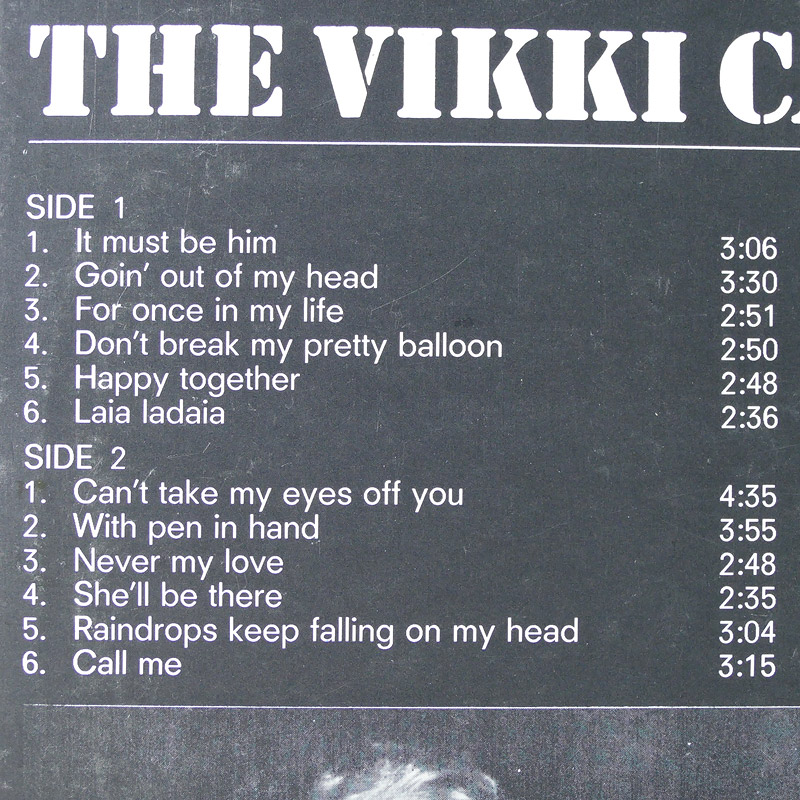 THE VIKKI C
SIDE 1
1. It must be him 3:06
2. Goin' out of my head 3:30
3. For once in my life 2:51
4. Don't break my pretty balloon 2:50
5. Happy together 2:48
6. Laia ladaia 2:36
SIDE 2
1. Can't take my eyes off you 4:35
2. With pen in hand 3:55
3. Never my love 2:48
4. She'll be there 2:35
5. Raindrops keep falling on my head 3:04
6. Call me 3:15